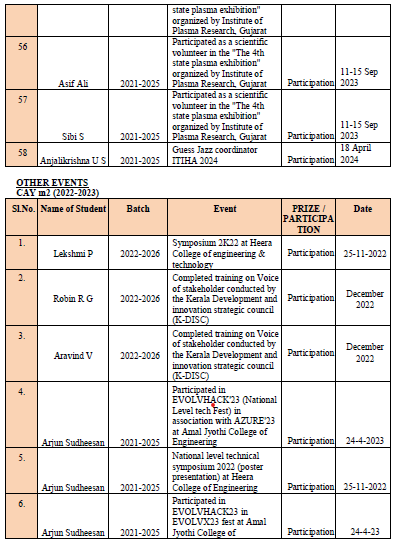 state plasma exhibition"
organized by Institute of
Plasma Research, Gujarat
56
Asif Ali
2021-2025
Participated as a scientific
volunteer in the "The 4th
state plasma exhibition"
organized by Institute of
Plasma Research, Gujarat
Participation
11-15 Sep
2023
57
Sibi S
2021-2025
Participated as a scientific
volunteer in the "The 4th
state plasma exhibition"
organized by Institute of
Plasma Research, Gujarat
Participation
11-15 Sep
2023
58
Anjalikrishna U S
2021-2025
Guess Jazz coordinator
ITIHA 2024
Participation
18 April
2024
OTHER EVENTS
CAY m2 (2022-2023)
Sl.No.
Name of Student
Batch
Event
PRIZE /
PARTICIPA
TION
Date
1.
Lekshmi P
2022-2026
Symposium 2K22 at Heera
College of engineering &
technology
Participation
25-11-2022
2.
Robin R G
2022-2026
Completed training on Voice
of stakeholder conducted by
the Kerala Development and
innovation strategic council
(K-DISC)
Participation
December
2022
3.
Aravind V
2022-2026
Completed training on Voice
of stakeholder conducted by
the Kerala Development and
innovation strategic council
(K-DISC)
Participation
December
2022
4.
Arjun Sudheesan
2021-2025
Participated in
EVOLVHACK'23 (National
Level tech Fest) in
association with AZURE'23
at Amal Jyothi College of
Engineering
Participation
24-4-2023
5.
Arjun Sudheesan
2021-2025
National level technical
symposium 2022 (poster
presentation) at Heera
College of Engineering
Participation
25-11-2022
6.
Arjun Sudheesan
2021-2025
Participated in
EVOLVHACK23 in
EVOLVX23 fest at Amal
Jyothi College of
Participation
24-4-23